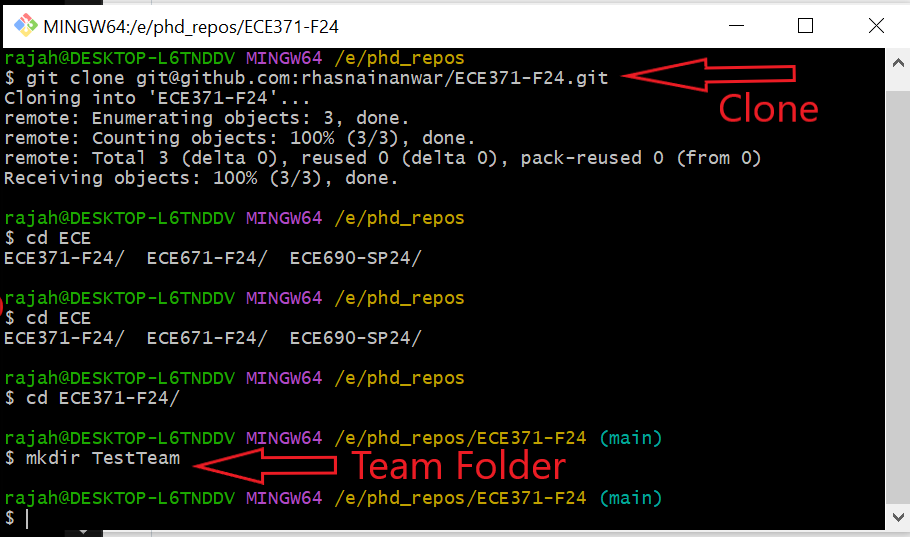 MINGW64:/e/phd_repos/ECE371-F24
rajah@DESKTOP-L6TNDDV MINGW64 /e/phd_repos
$ git clone git@github.com:rhasnainanwar/ECE371-F24.git
Clone
Cloning into 'ECE371-F24'...
remote: Enumerating objects: 3, done.
remote: Counting objects: 100% (3/3), done.
remote: Total 3 (delta 0), reused 0 (delta 0), pack-reused 0 (from 0)
Receiving objects: 100% (3/3), done.
rajah@DESKTOP-L6TNDDV MINGW64 /e/phd_repos
$ cd ECE
ECE371-F24/  ECE671-F24/  ECE690-SP24/
rajah@DESKTOP-L6TNDDV MINGW64 /e/phd_repos
$ cd ECE
ECE371-F24/  ECE671-F24/  ECE690-SP24/
rajah@DESKTOP-L6TNDDV MINGW64 /e/phd_repos
$ cd ECE371-F24/
rajah@DESKTOP-L6TNDDV MINGW64 /e/phd_repos/ECE371-F24 (main)
$ mkdir TestTeam
Team Folder
rajah@DESKTOP-L6TNDDV MINGW64 /e/phd_repos/ECE371-F24 (main)
$